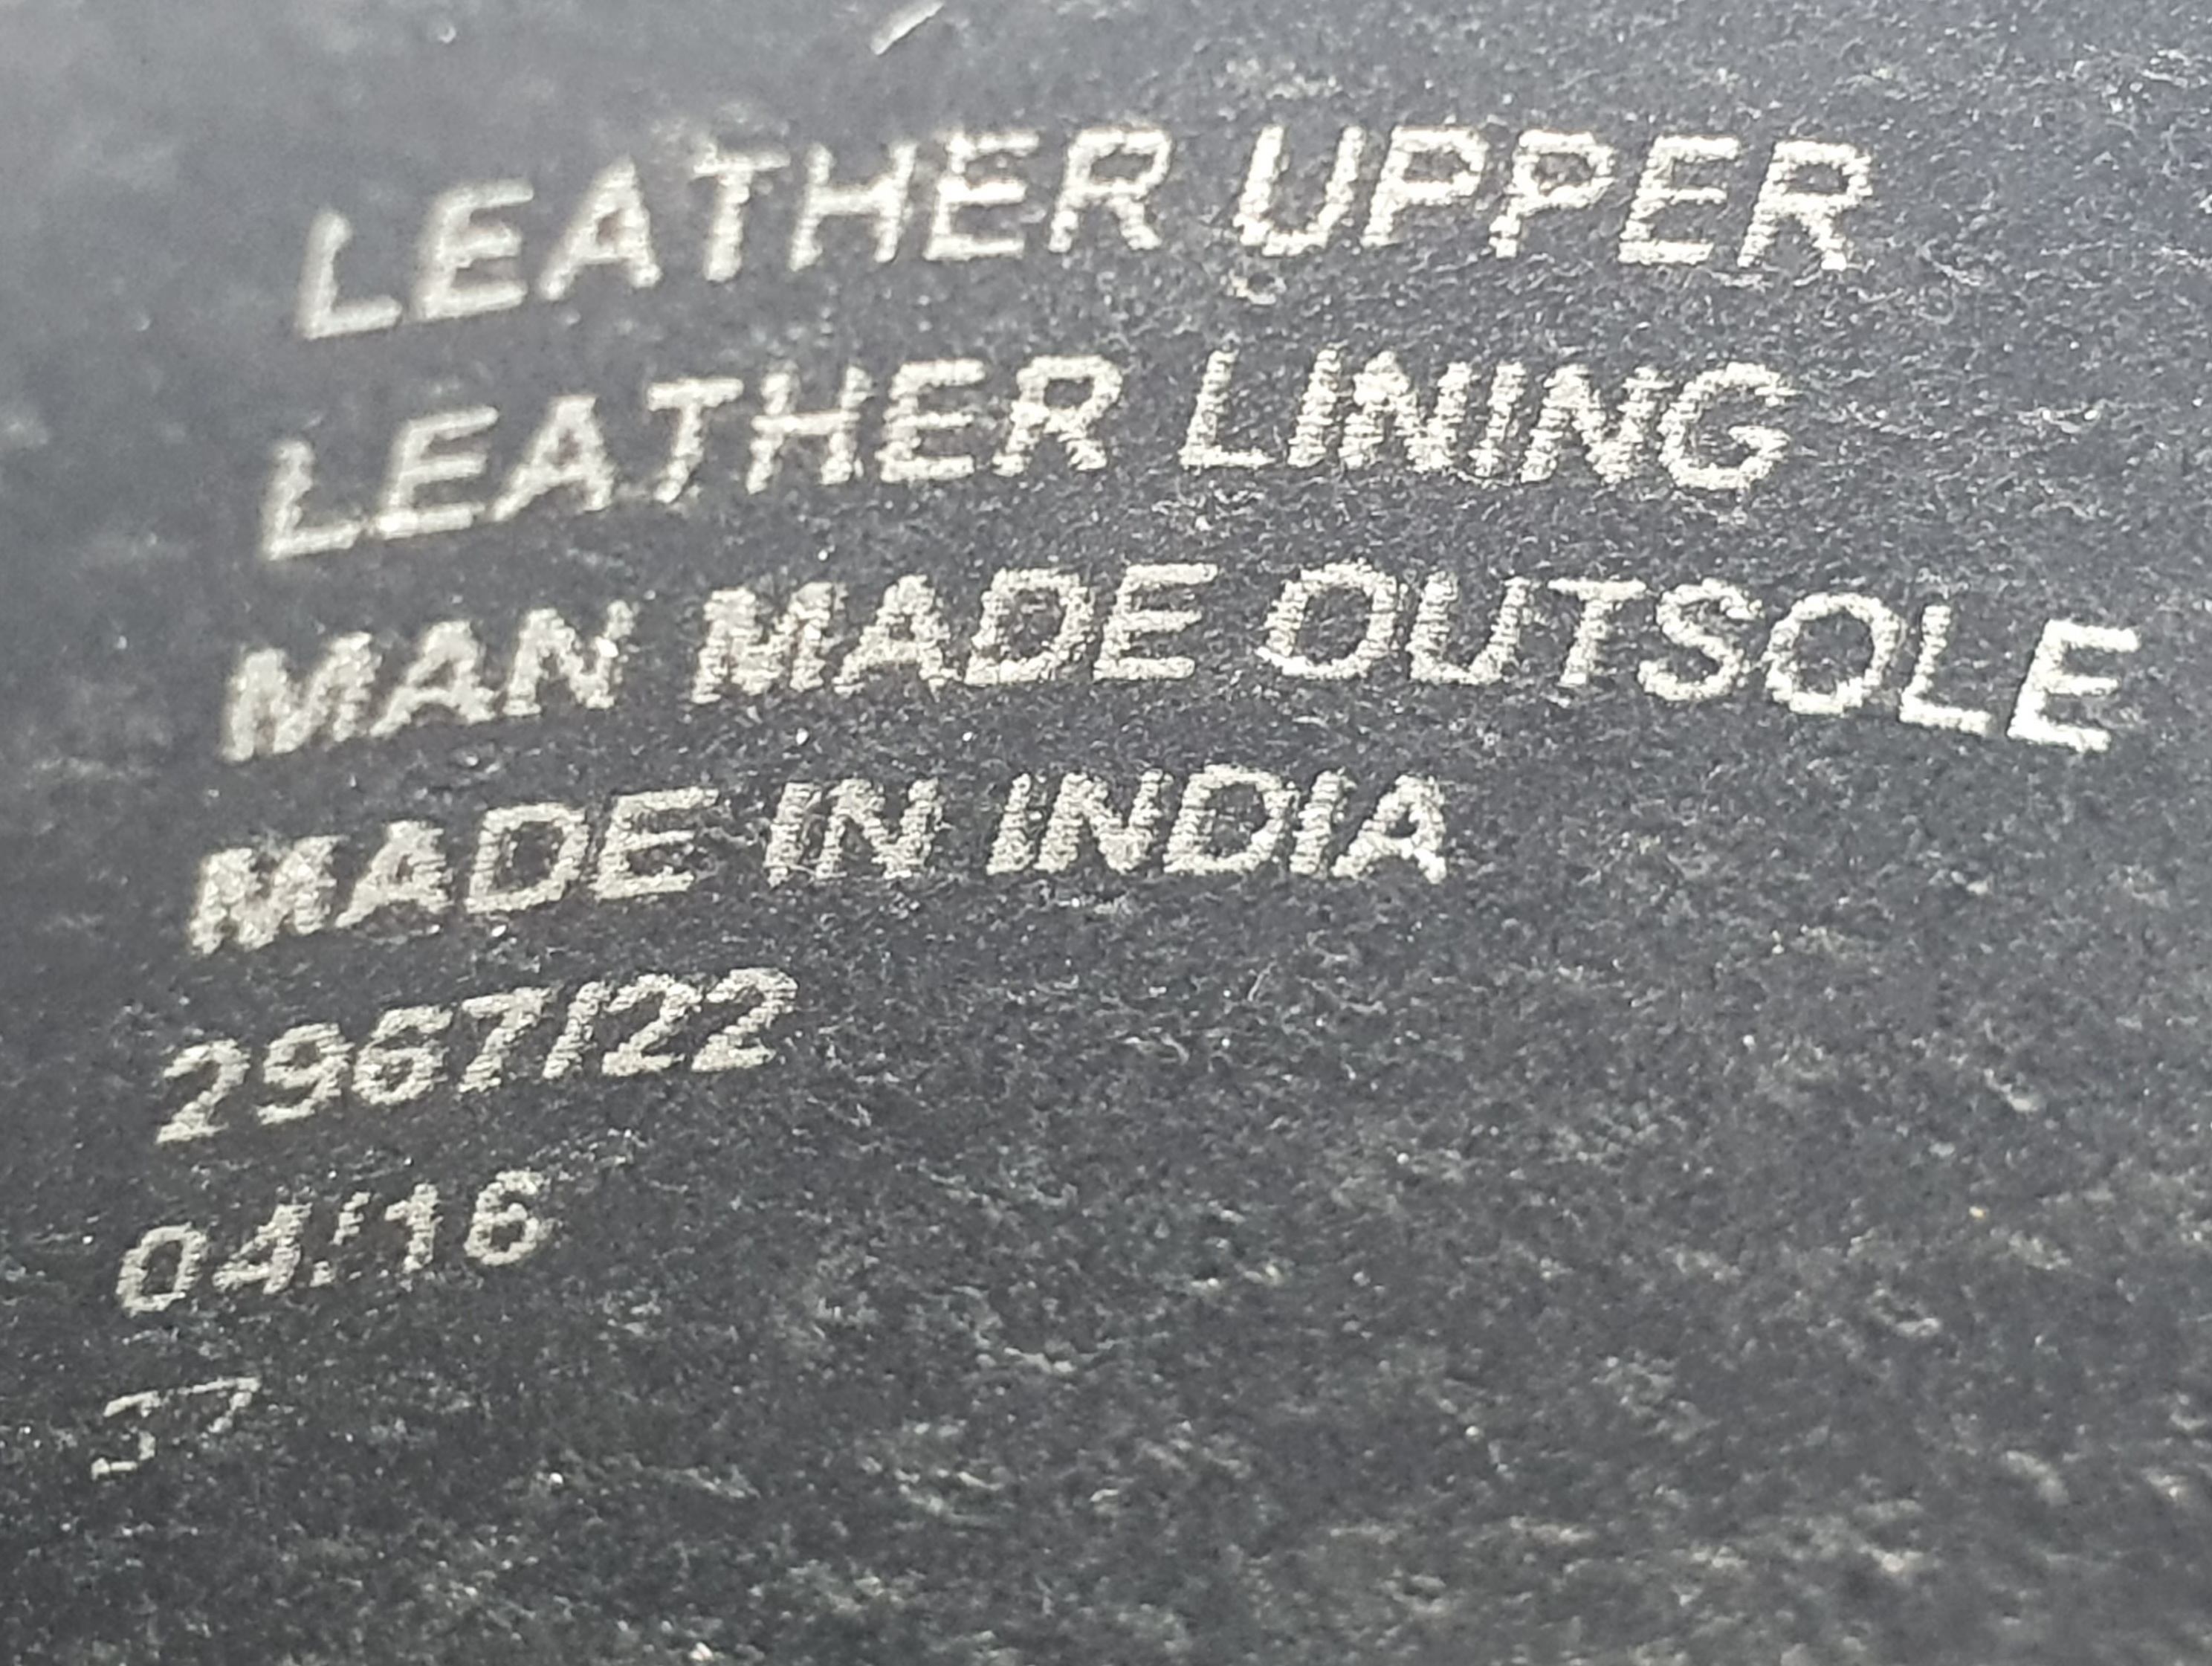 LEATHER UPPER
LEATHER LINING
MAN MADE OUTSOLE
MADE IN INDIA
2967/22
04/16
37